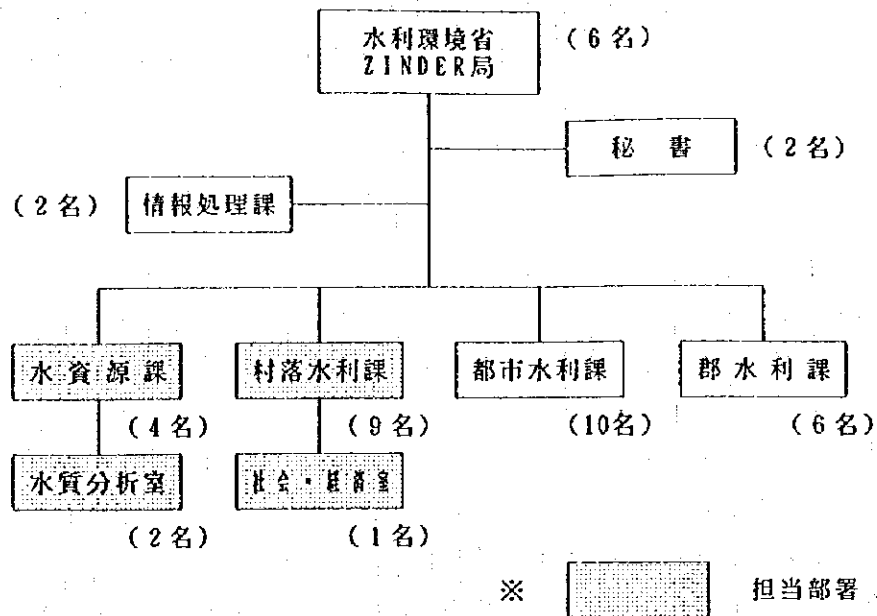 水利環境省
ZINDER局
(6名)
秘書
(2名)
(2名)
情報処理課
水資源課
村落水利課
都市水利課
郡水利課
(4名)
(9名)
(10名)
(6名)
水質分析室
社会・経済室
(2名)
(1名)
※
担当部署